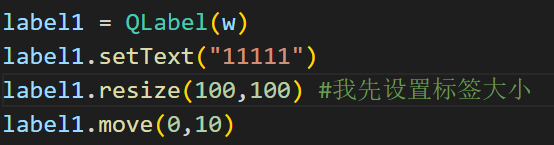 label1 = QLabel(w)
label1.setText("11111")
label1.resize(100,100) #我先设置标签大小
label1.move(0,10)